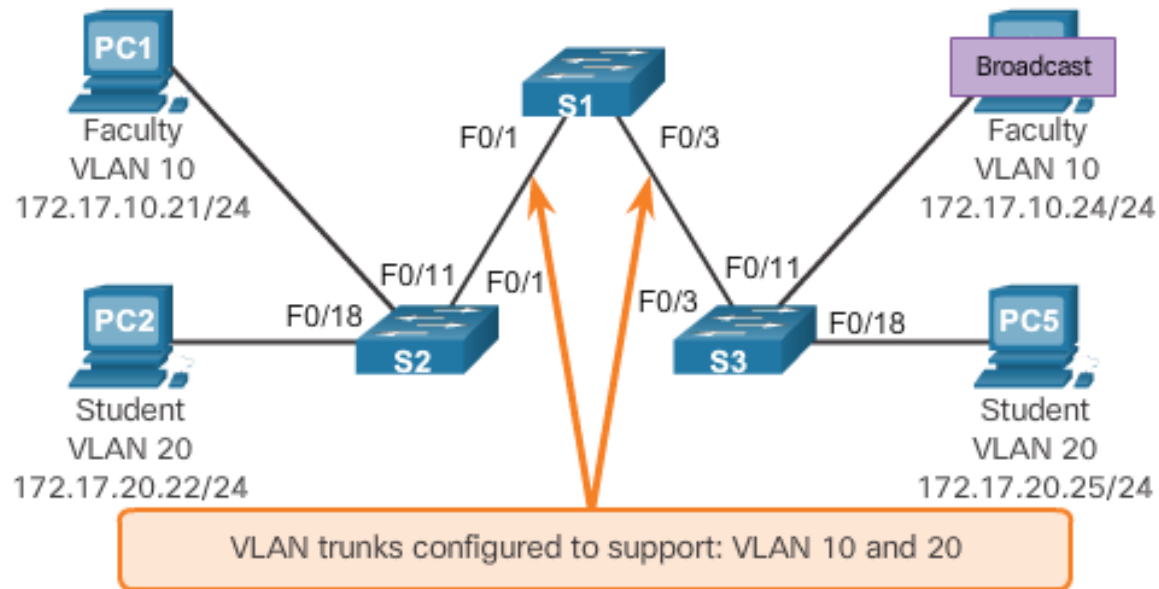 PC1
Faculty
VLAN 10
172.17.10.21/24
S1
F0/1
F0/3
Broadcast
Faculty
VLAN 10
172.17.10.24/24
F0/11
F0/1
F0/18
S2
PC2
Student
VLAN 20
172.17.20.22/24
F0/11
F0/3
F0/18
S3
PC5
Student
VLAN 20
172.17.20.25/24
VLAN trunks configured to support: VLAN 10 and 20